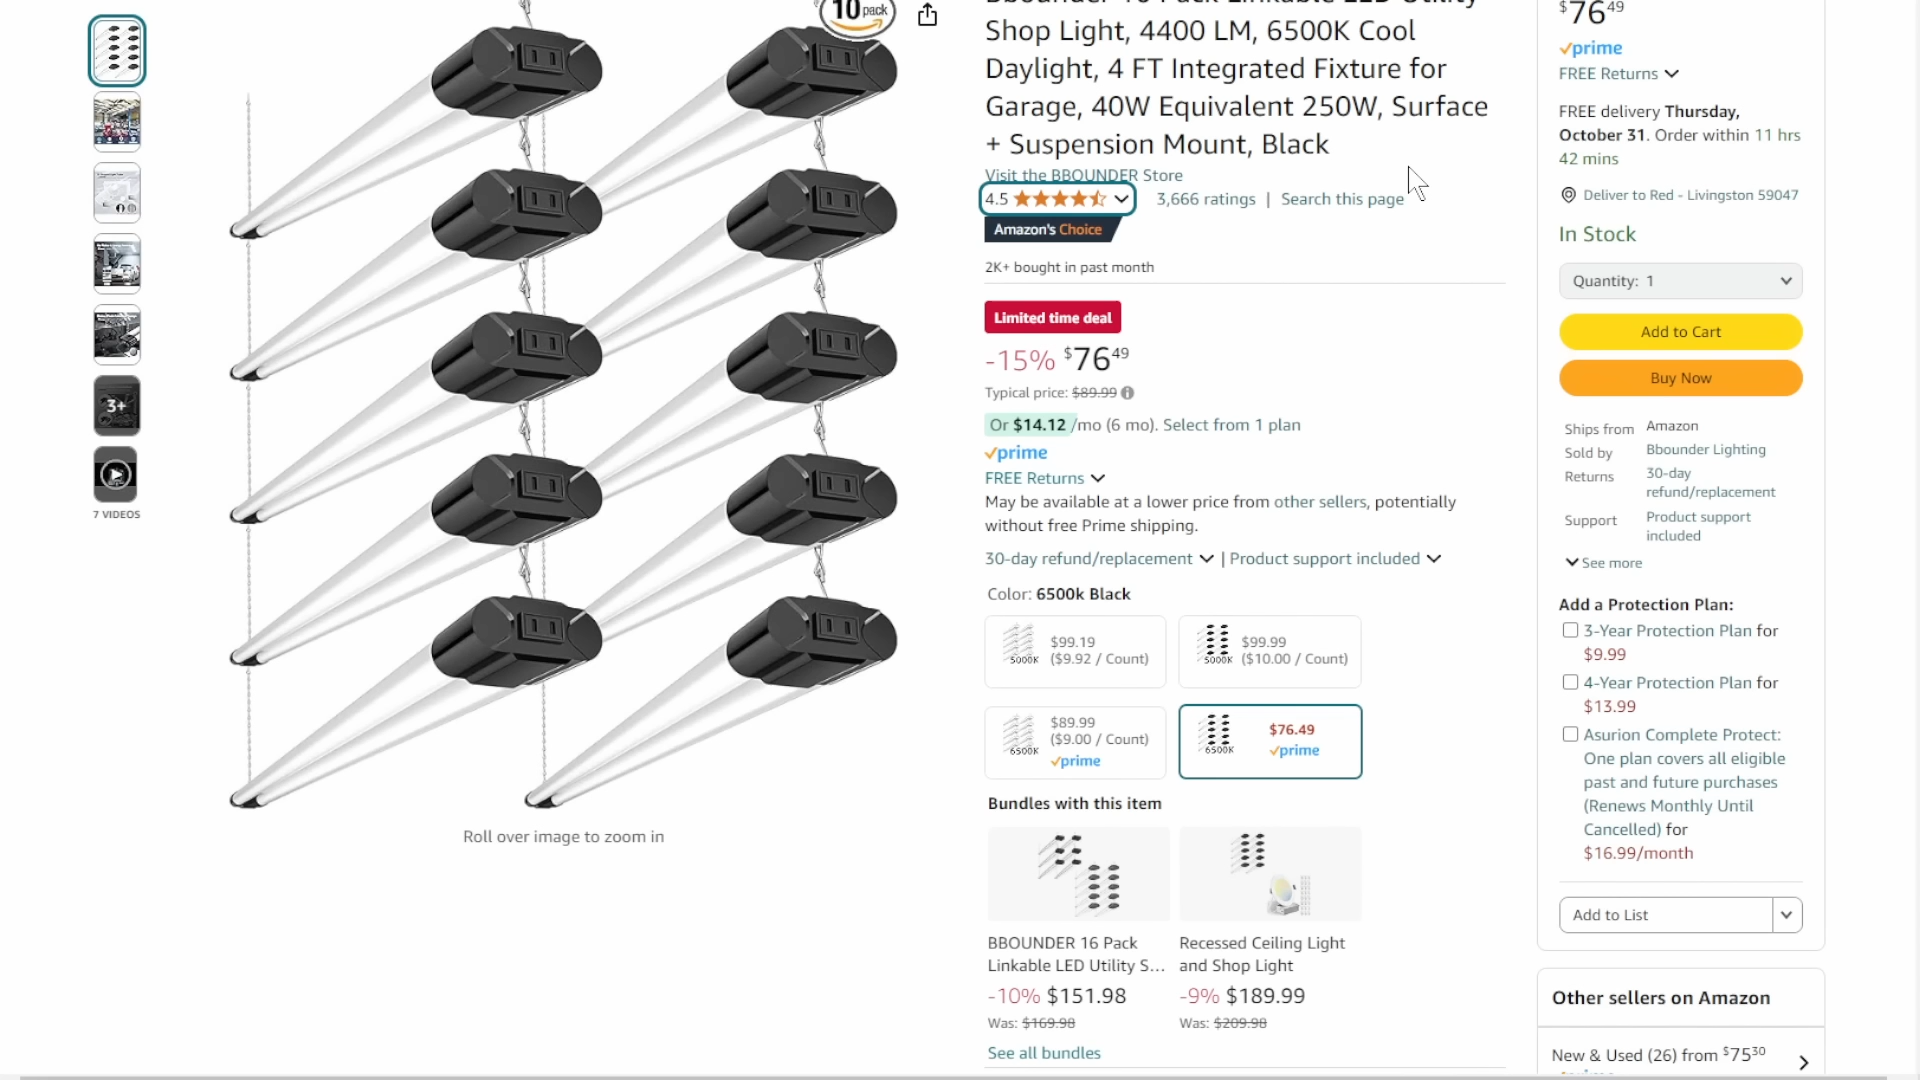 10 pack
3+
7 VIDEOS
Roll over image to zoom in
Bbounder 10 Pack Linkable LED Utility
Shop Light, 4400 LM, 6500K Cool
Daylight, 4 FT Integrated Fixture for
Garage, 40W Equivalent 250W, Surface
+ Suspension Mount, Black
Visit the BBOUNDER Store
4.5 3,666 ratings | Search this page
Amazon's Choice
2K+ bought in past month
Limited time deal
-15% $76 49
Typical price: $89.99
Or $14.12 /mo (6 mo). Select from 1 plan
prime
FREE Returns
May be available at a lower price from other sellers, potentially
without free Prime shipping.
30-day refund/replacement | Product support included
Color: 6500k Black
$99.19
5000K ($9.92 / Count)
$99.99
5000K ($10.00 / Count)
$89.99
6500K ($9.00 / Count)
prime
$76.49
6500K prime
Bundles with this item
BBOUNDER 16 Pack
Linkable LED Utility S...
-10% $151.98
Was: $169.98
Recessed Ceiling Light
and Shop Light
-9% $189.99
Was: $209.98
See all bundles
$76 49
prime
FREE Returns
FREE delivery Thursday,
October 31. Order within 11 hrs
42 mins
Deliver to Red - Livingston 59047
In Stock
Quantity: 1
Add to Cart
Buy Now
Ships from Amazon
Sold by Bbounder Lighting
Returns 30-day
refund/replacement
Support Product support
included
See more
Add a Protection Plan:
3-Year Protection Plan for
$9.99
4-Year Protection Plan for
$13.99
Asurion Complete Protect:
One plan covers all eligible
past and future purchases
(Renews Monthly Until
Cancelled) for
$16.99/month
Add to List
Other sellers on Amazon
New & Used (26) from $75 30